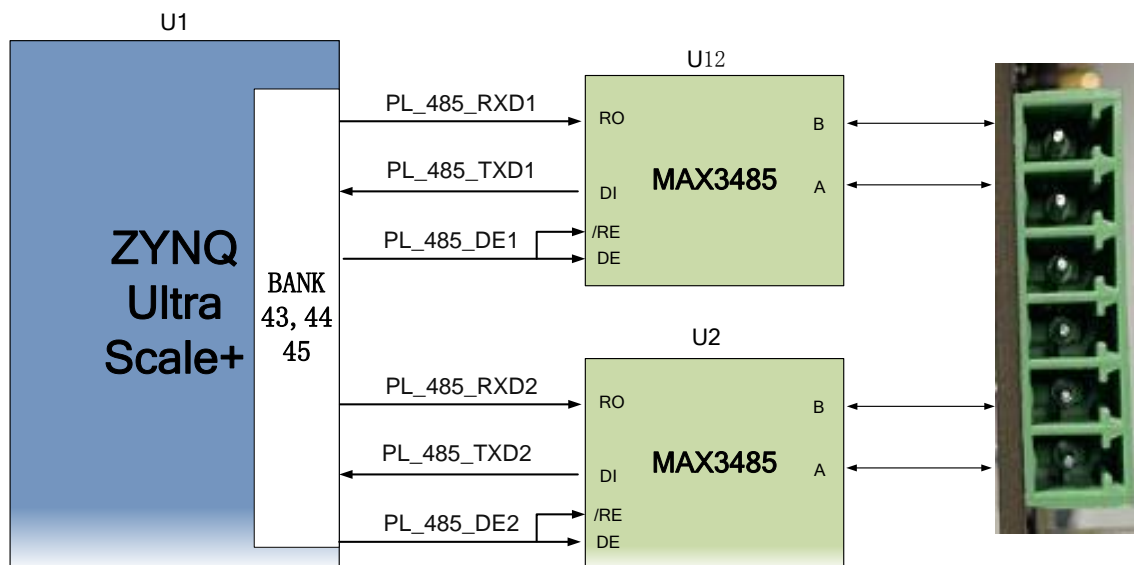 U1
ZYNQ
Ultra
Scale+
BANK
43, 44
45
PL_485_RXD1
PL_485_TXD1
PL_485_DE1
U12
RO
B
MAX3485
DI
A
/RE
DE
PL_485_RXD2
PL_485_TXD2
PL_485_DE2
U2
RO
B
MAX3485
DI
A
/RE
DE